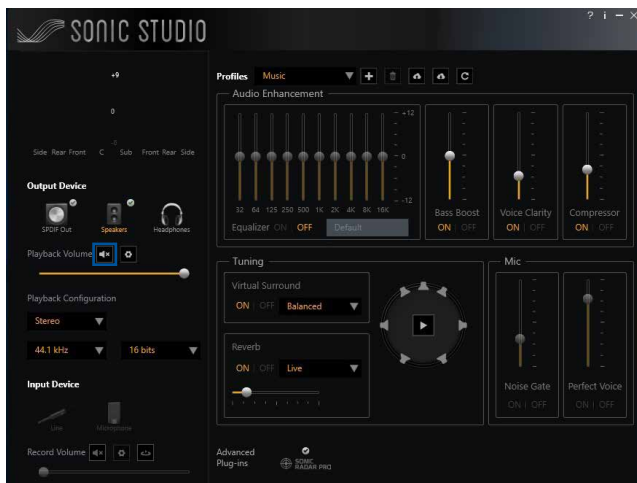 SONIC STUDIO
? i
+9
0
Side Rear Front C Sub Front Rear Side
Output Device
SPDIF Out Speakers Headphones
Playback Volume
Playback Configuration
Stereo
44.1 kHz 16 bits
Input Device
Line Microphone
Record Volume
Profiles Music
Audio Enhancement
+12
0
-12
32 64 125 250 500 1K 2K 4K 8K 16K
Equalizer ON | OFF Default
Bass Boost
ON | OFF
Voice Clarity
ON | OFF
Compressor
ON | OFF
Tuning
Virtual Surround
ON | OFF Balanced
Reverb
ON | OFF Live
Mic
Noise Gate
ON | OFF
Perfect Voice
ON | OFF
Advanced
Plug-ins
SONIC
RADAR PRO